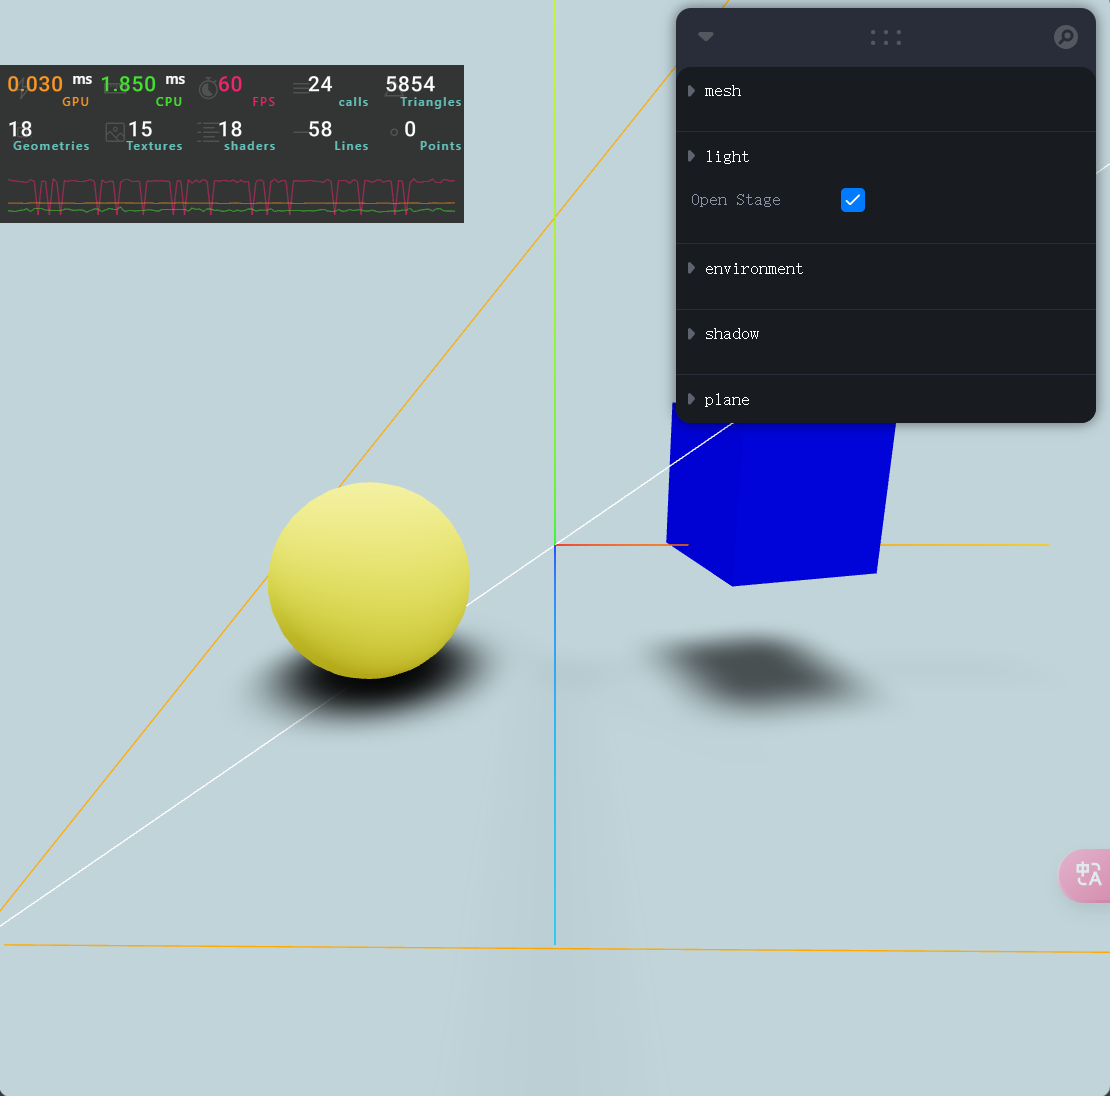 0.030 ms 1.850 ms 60 24 5854
GPU CPU FPS calls Triangles
18 15 18 58 0
Geometries Textures shaders Lines Points
mesh
light
Open Stage
environment
shadow
plane
中A